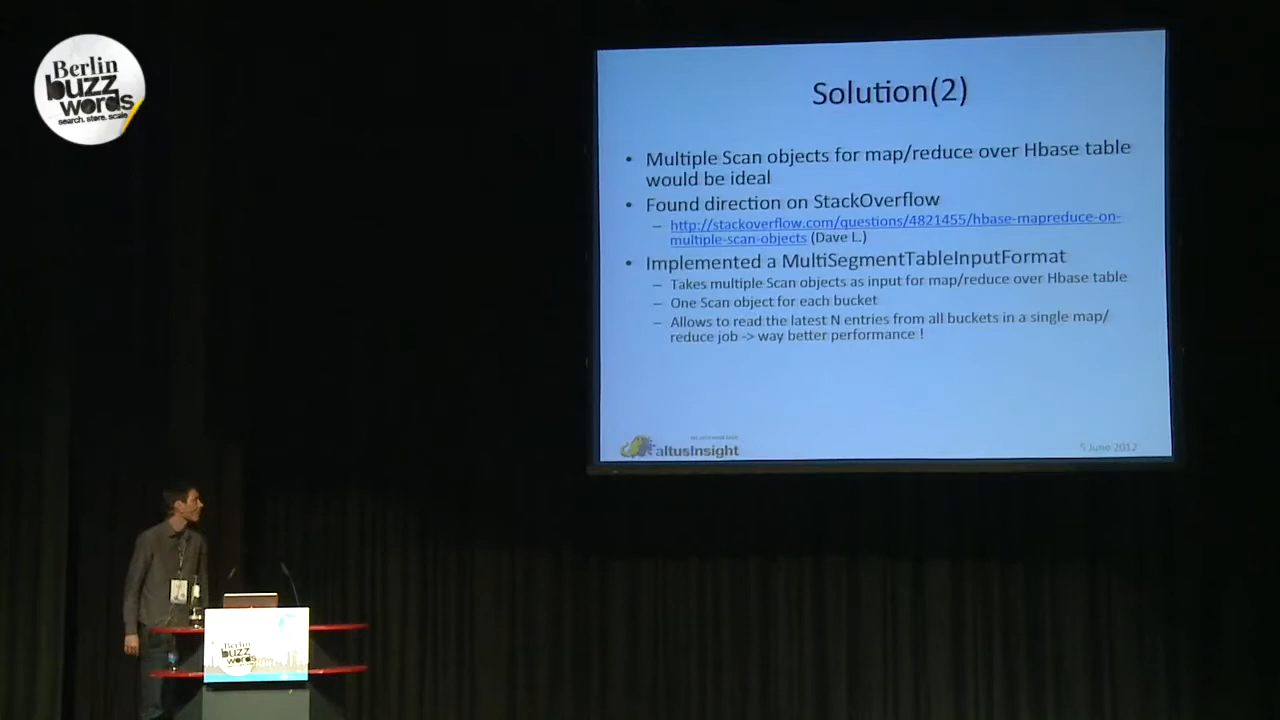 Berlin
buzz
words
search. store. scale
Solution(2)
• Multiple Scan objects for map/reduce over Hbase table
would be ideal
• Found direction on StackOverflow
– http://stackoverflow.com/questions/4821455/hbase-mapreduce-on-
multiple-scan-objects (Dave L.)
• Implemented a MultiSegmentTableInputFormat
– Takes multiple Scan objects as input for map/reduce over Hbase table
– One Scan object for each bucket
– Allows to read the latest N entries from all buckets in a single map/
reduce job -> way better performance !
altusInsight
5 June 2012
Berlin
buzz
words